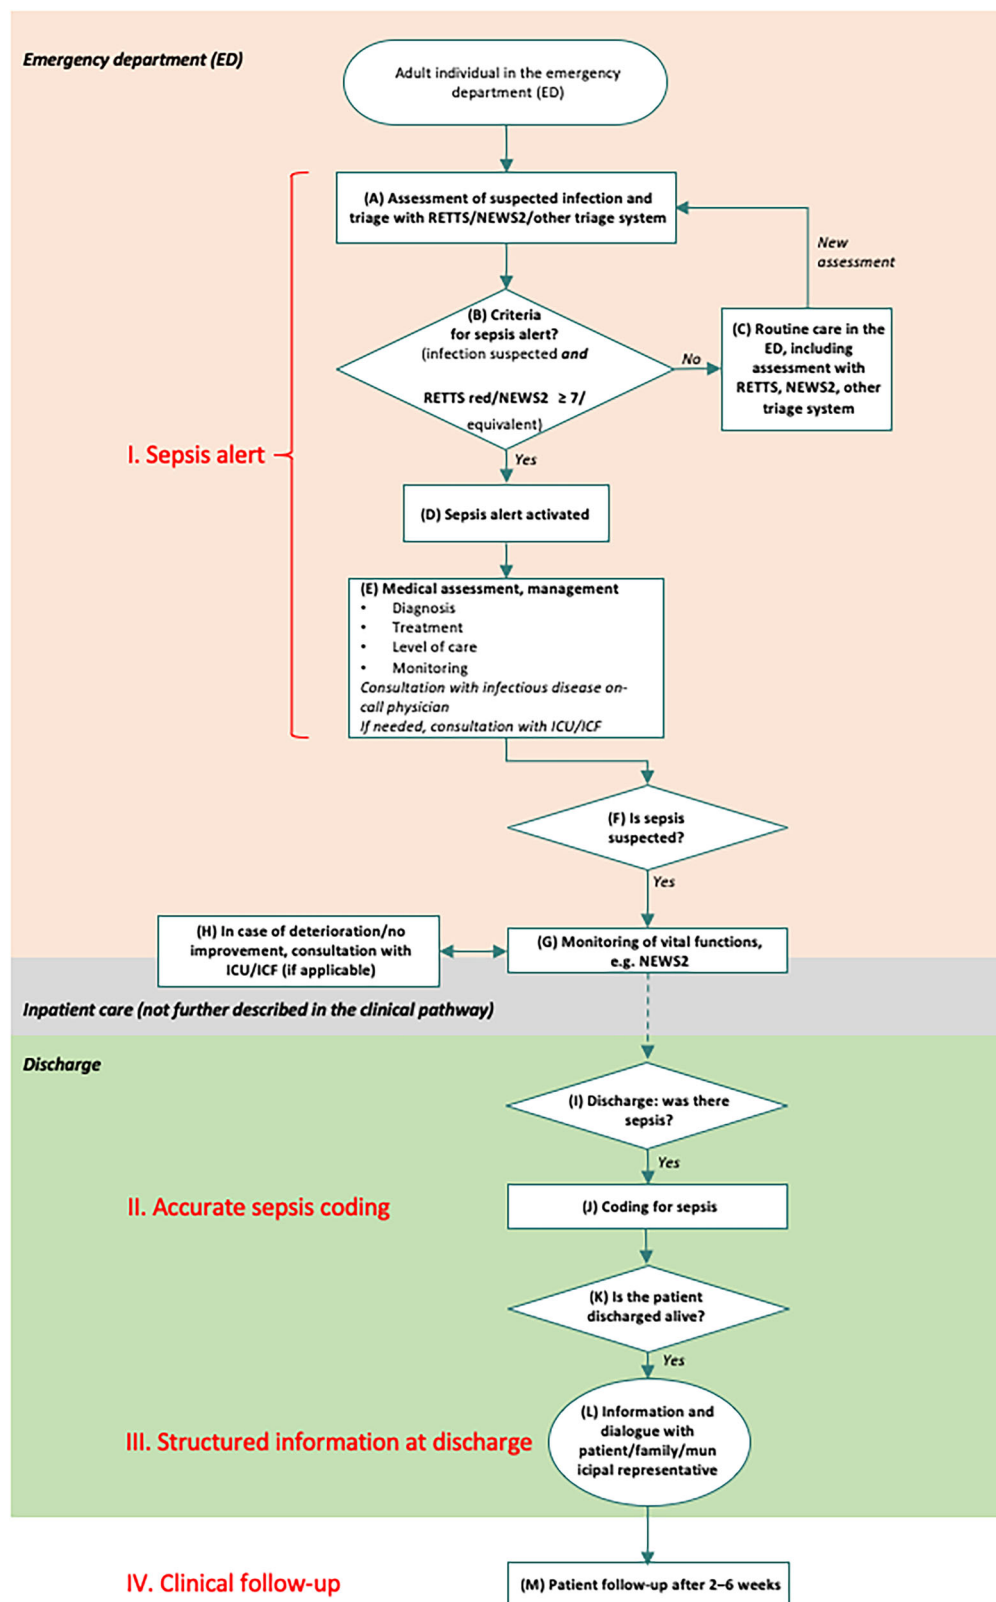 Emergency department (ED)
Adult individual in the emergency
department (ED)
(A) Assessment of suspected infection and
triage with RETTS/NEWS2/other triage system
New
assessment
(B) Criteria
for sepsis alert?
(infection suspected and
RETTS red/NEWS2 ≥ 7/
equivalent)
No
(C) Routine care in the
ED, including
assessment with
RETTS, NEWS2, other
triage system
I. Sepsis alert
Yes
(D) Sepsis alert activated
(E) Medical assessment, management
• Diagnosis
• Treatment
• Level of care
• Monitoring
Consultation with infectious disease on-
call physician
If needed, consultation with ICU/ICF
(F) Is sepsis
suspected?
Yes
(H) In case of deterioration/no
improvement, consultation with
ICU/ICF (if applicable)
(G) Monitoring of vital functions,
e.g. NEWS2
Inpatient care (not further described in the clinical pathway)
Discharge
(I) Discharge: was there
sepsis?
Yes
II. Accurate sepsis coding
(J) Coding for sepsis
(K) Is the patient
discharged alive?
Yes
III. Structured information at discharge
(L) Information and
dialogue with
patient/family/mun
icipal representative
IV. Clinical follow-up
(M) Patient follow-up after 2–6 weeks